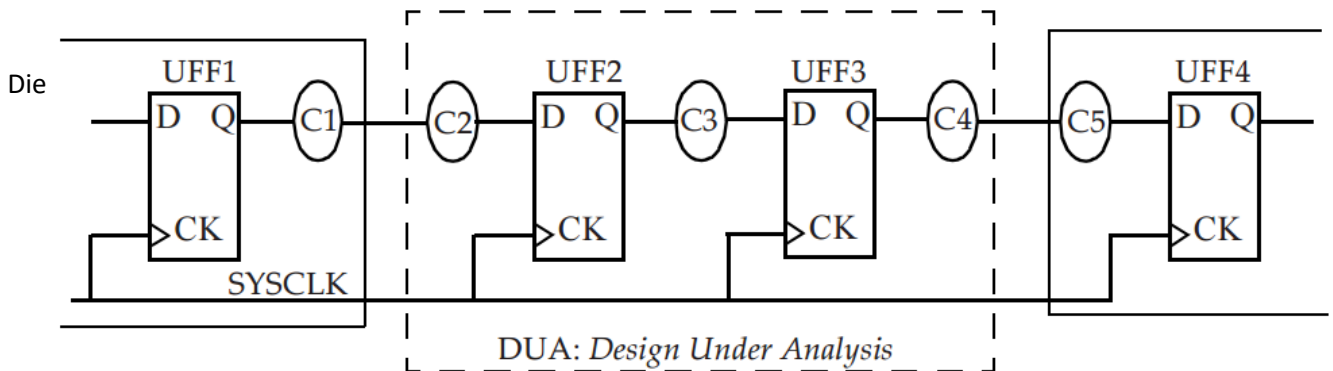 Die
UFF1 UFF2 UFF3 UFF4
D Q C1 C2 D Q C3 D Q C4 C5 D Q
CK CK CK CK
SYSCLK
DUA: Design Under Analysis